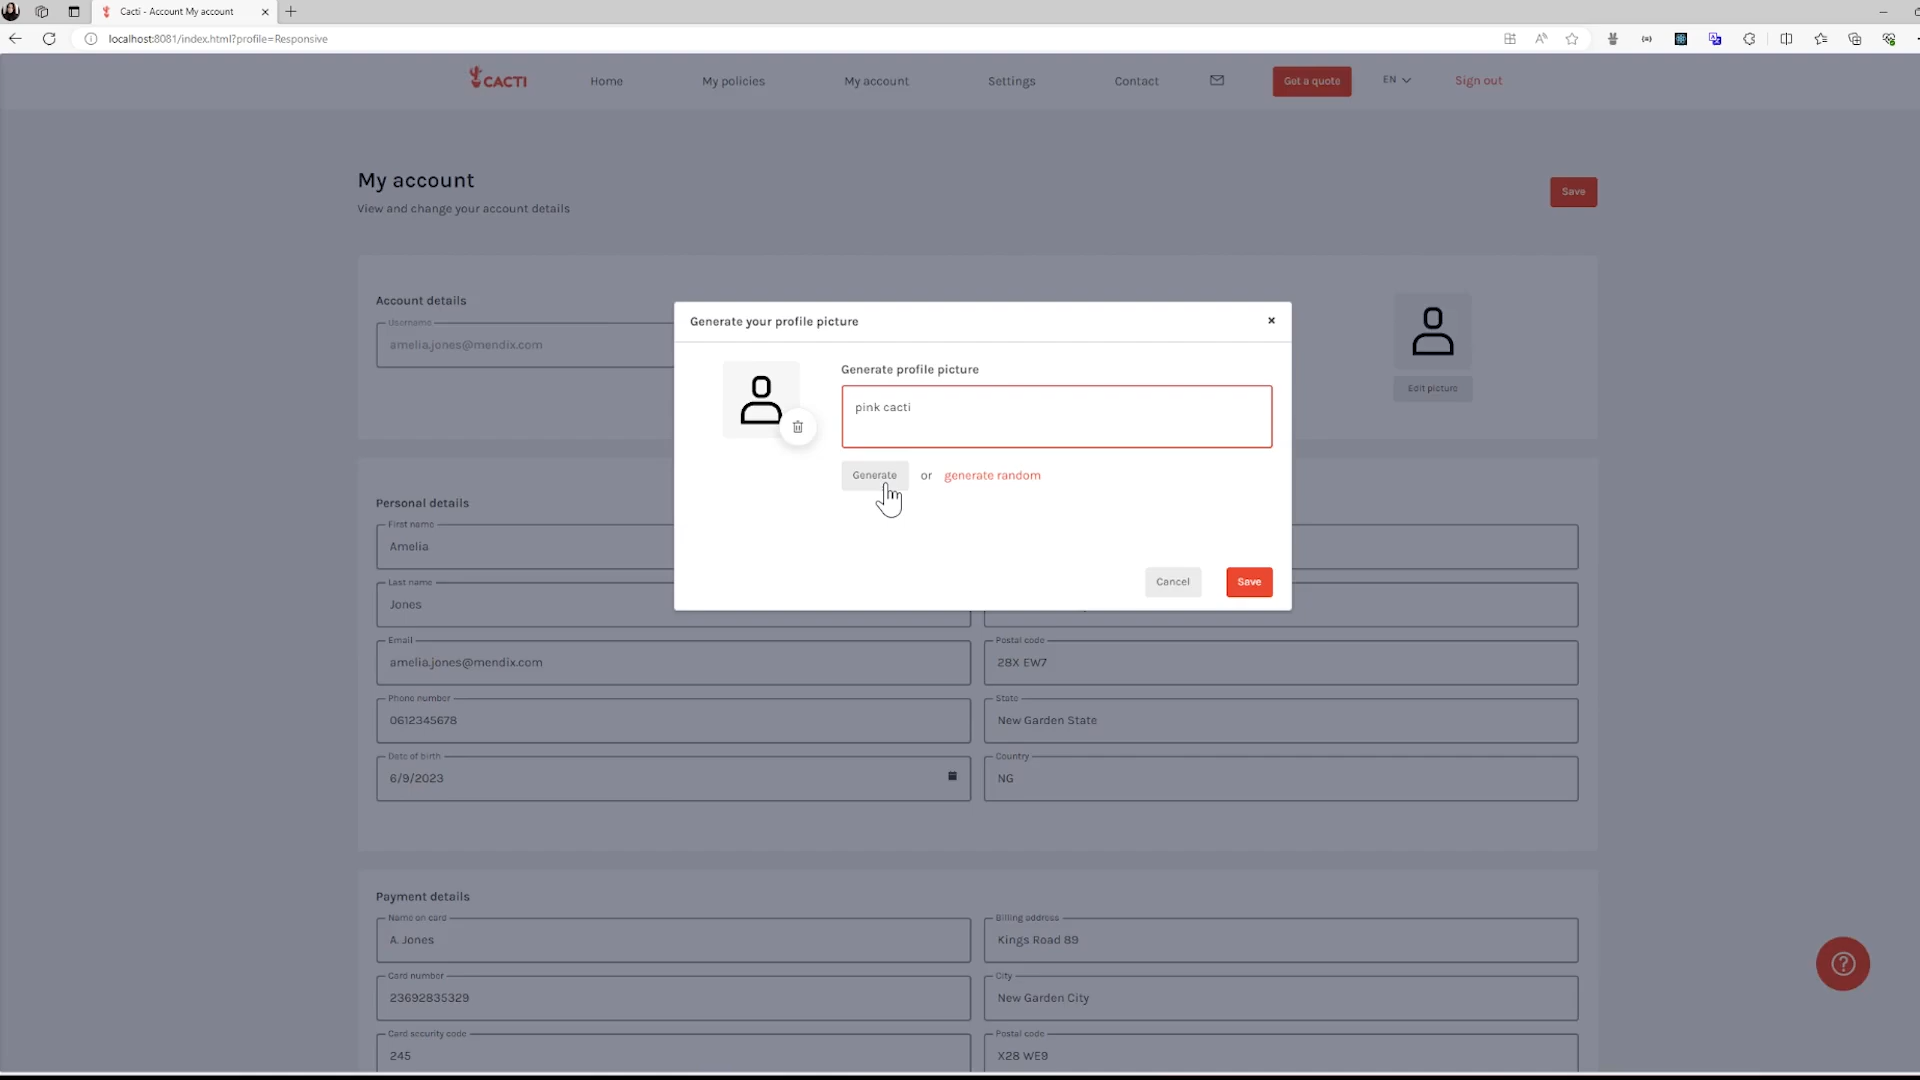 Cacti - Account My account
localhost:8081/index.html?profile=Responsive
CACTI
Home
My policies
My account
Settings
Contact
Get a quote
EN
Sign out
My account
View and change your account details
Save
Account details
Username
amelia.jones@mendix.com
Edit picture
Generate your profile picture
Generate profile picture
pink cacti
Generate
or
generate random
Cancel
Save
Personal details
First name
Amelia
Last name
Jones
Email
amelia.jones@mendix.com
Postal code
28X EW7
Phone number
0612345678
State
New Garden State
Date of birth
6/9/2023
Country
NG
Payment details
Name on card
A. Jones
Billing address
Kings Road 89
Card number
23692835329
City
New Garden City
Card security code
245
Postal code
X28 WE9